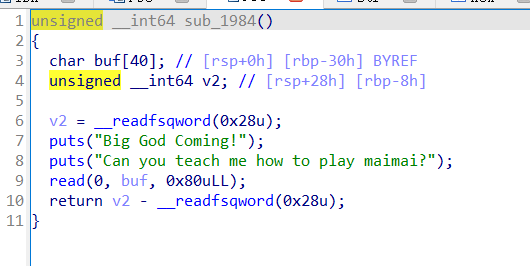 1 unsigned __int64 sub_1984()
2 {
3 char buf[40]; // [rsp+0h] [rbp-30h] BYREF
4 unsigned __int64 v2; // [rsp+28h] [rbp-8h]
5
6 v2 = __readfsqword(0x28u);
7 puts("Big God Coming!");
8 puts("Can you teach me how to play maimai?");
9 read(0, buf, 0x80uLL);
10 return v2 - __readfsqword(0x28u);
11 }